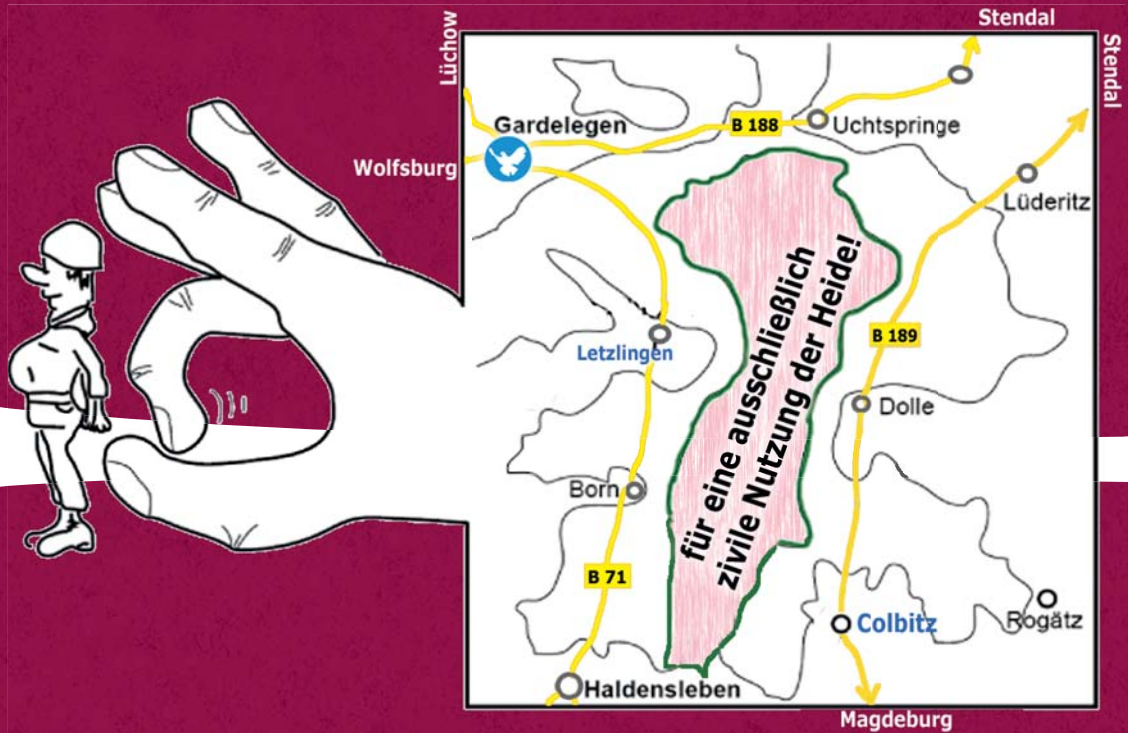 Stendal
Lüchow
Stendal
Gardelegen
B 188
Uchtspringe
Wolfsburg
Lüderitz
für eine ausschließlich
zivile Nutzung der Heide!
B 189
Letzlingen
Dolle
Born
B 71
Colbitz
Rogätz
Haldensleben
Magdeburg